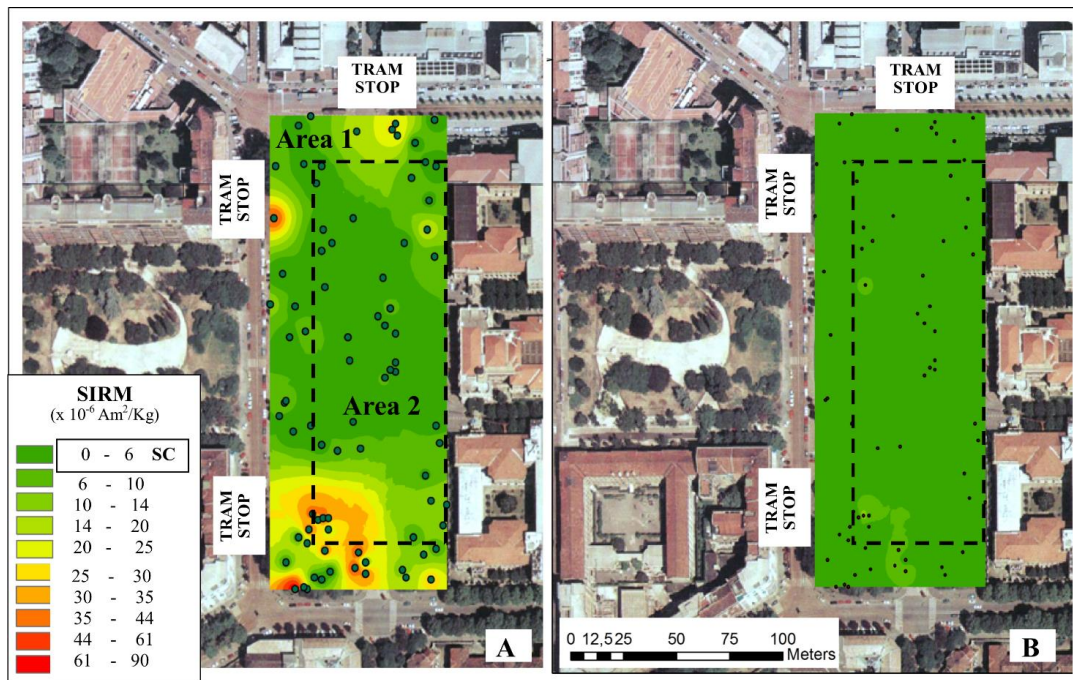 TRAM
STOP
TRAM
STOP
Area 1
TRAM
STOP
TRAM
STOP
Area 2
SIRM
(x 10⁻⁶ Am²/Kg)
0 - 6 SC
6 - 10
10 - 14
14 - 20
20 - 25
25 - 30
30 - 35
35 - 44
44 - 61
61 - 90
TRAM
STOP
TRAM
STOP
A
0 12,5 25 50 75 100
Meters
B